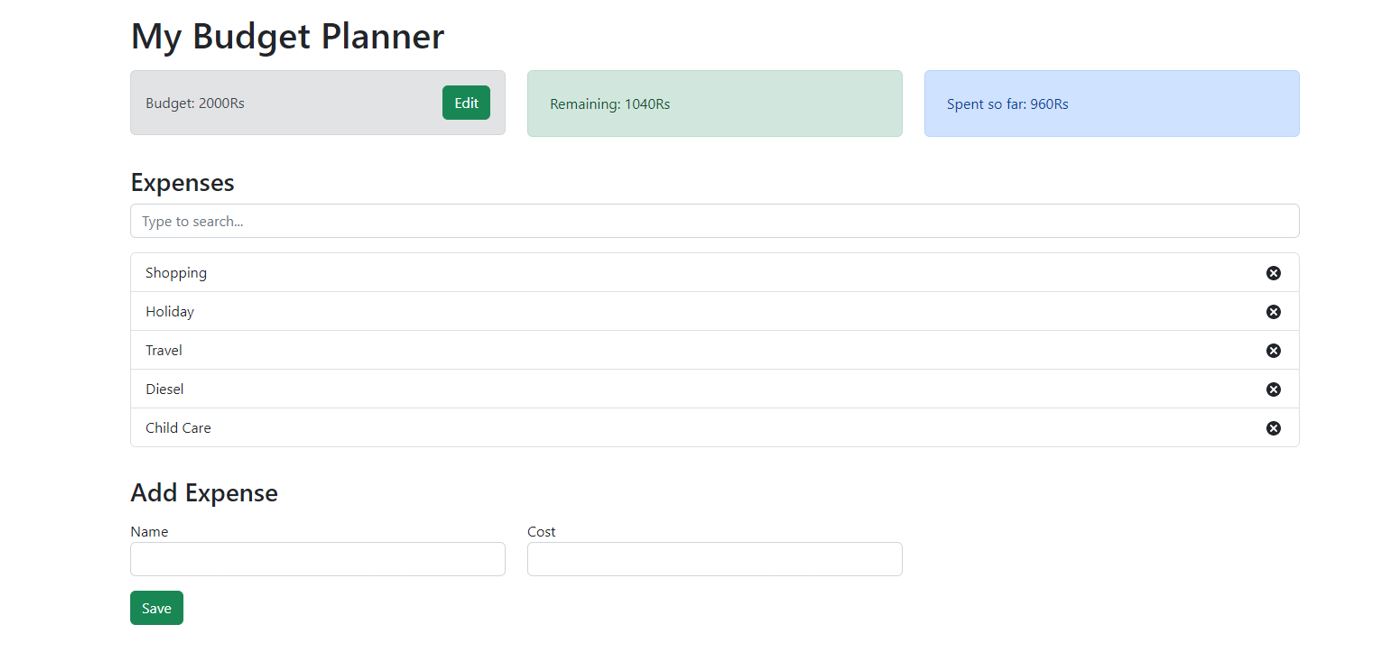 My Budget Planner
Budget: 2000Rs
Edit
Remaining: 1040Rs
Spent so far: 960Rs
Expenses
Type to search...
Shopping
Holiday
Travel
Diesel
Child Care
Add Expense
Name
Cost
Save